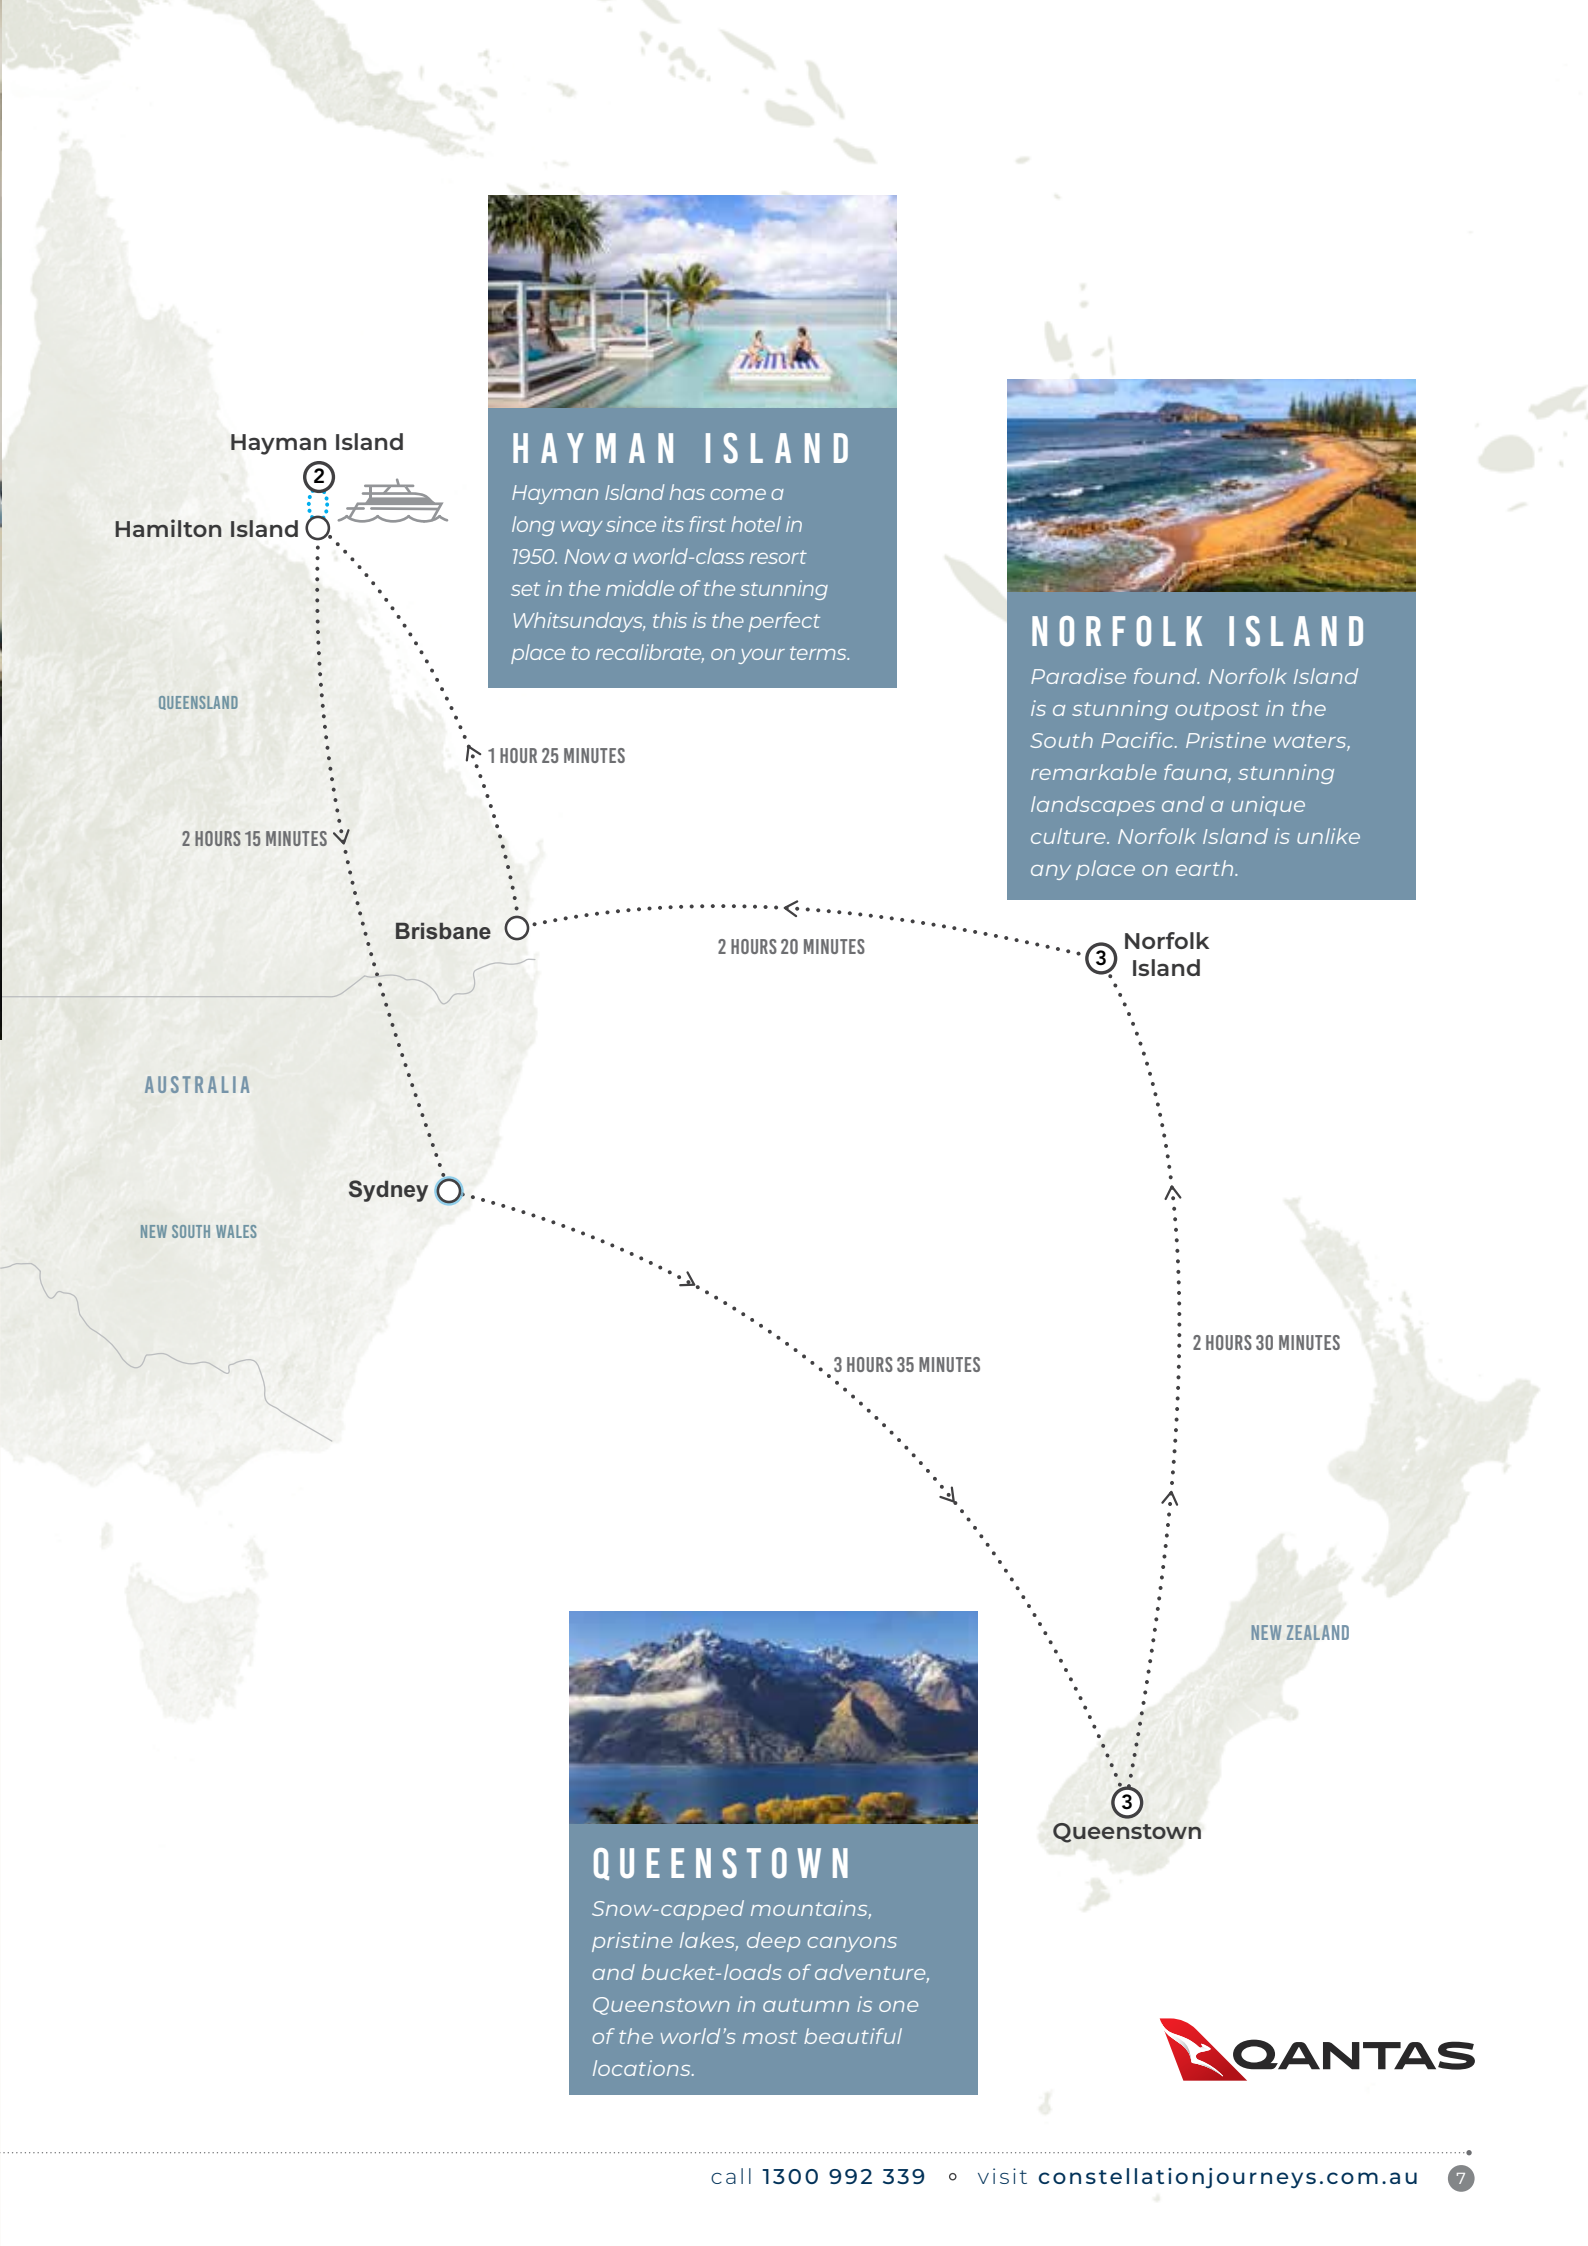 HAYMAN ISLAND
Hayman Island has come a
long way since its first hotel in
1950. Now a world-class resort
set in the middle of the stunning
Whitsundays, this is the perfect
place to recalibrate, on your terms.
NORFOLK ISLAND
Paradise found. Norfolk Island
is a stunning outpost in the
South Pacific. Pristine waters,
remarkable fauna, stunning
landscapes and a unique
culture. Norfolk Island is unlike
any place on earth.
Hayman Island
2
Hamilton Island
QUEENSLAND
1 HOUR 25 MINUTES
2 HOURS 15 MINUTES
Brisbane
2 HOURS 20 MINUTES
3
Norfolk
Island
AUSTRALIA
Sydney
NEW SOUTH WALES
2 HOURS 30 MINUTES
3 HOURS 35 MINUTES
NEW ZEALAND
3
Queenstown
QUEENSTOWN
Snow-capped mountains,
pristine lakes, deep canyons
and bucket-loads of adventure,
Queenstown in autumn is one
of the world's most beautiful
locations.
QANTAS
call 1300 992 339 ○ visit constellationjourneys.com.au 7